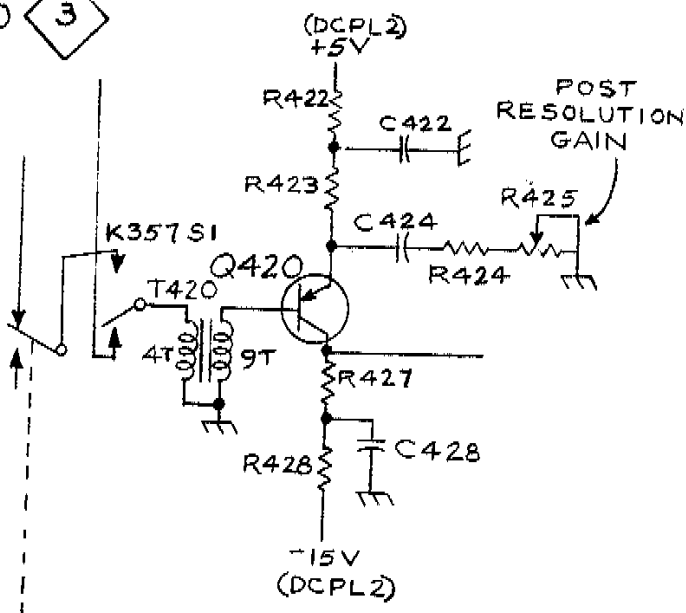 3
(DCPL2)
+5V
R422
C422
POST
RESOLUTION
GAIN
R423
C424
R425
K357 S1
Q420
R424
T420
4T
9T
R427
R428
C428
-15V
(DCPL2)